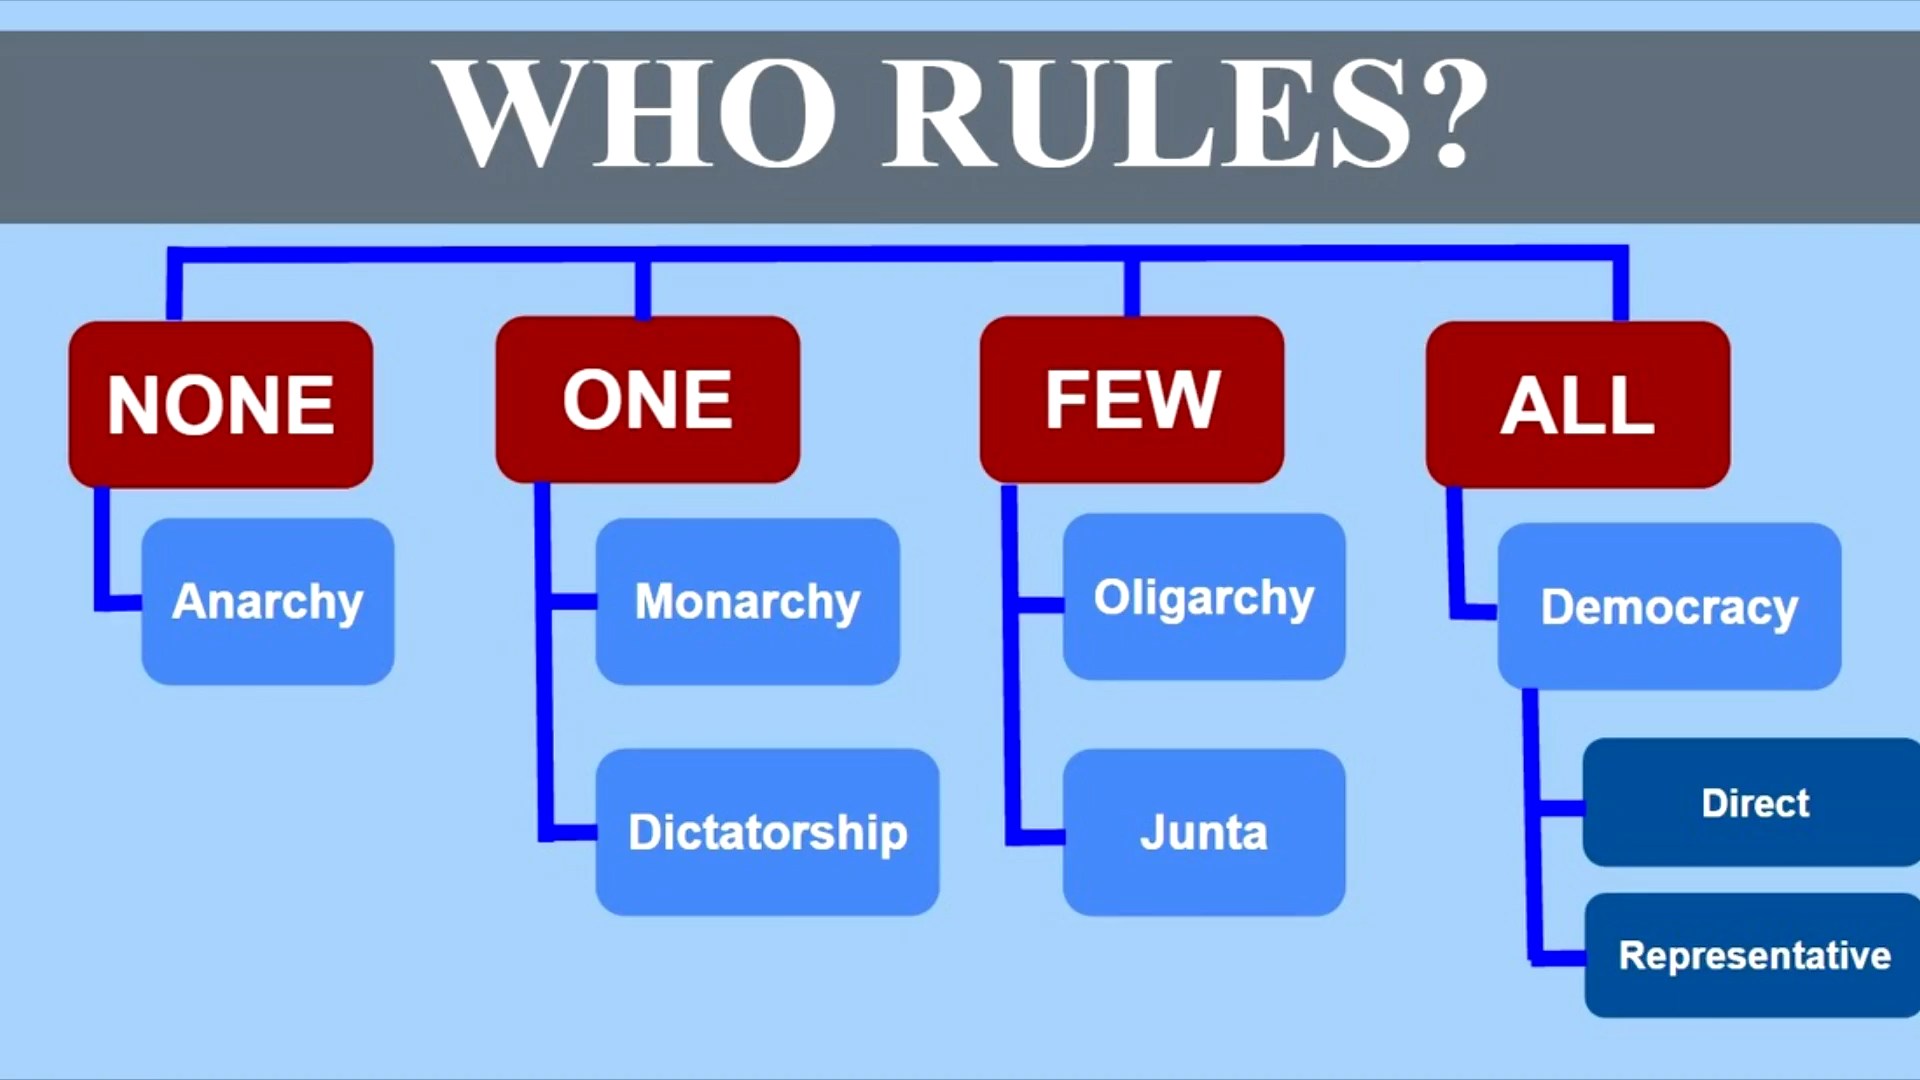 WHO RULES?
NONE
ONE
FEW
ALL
Anarchy
Monarchy
Oligarchy
Democracy
Dictatorship
Junta
Direct
Representative